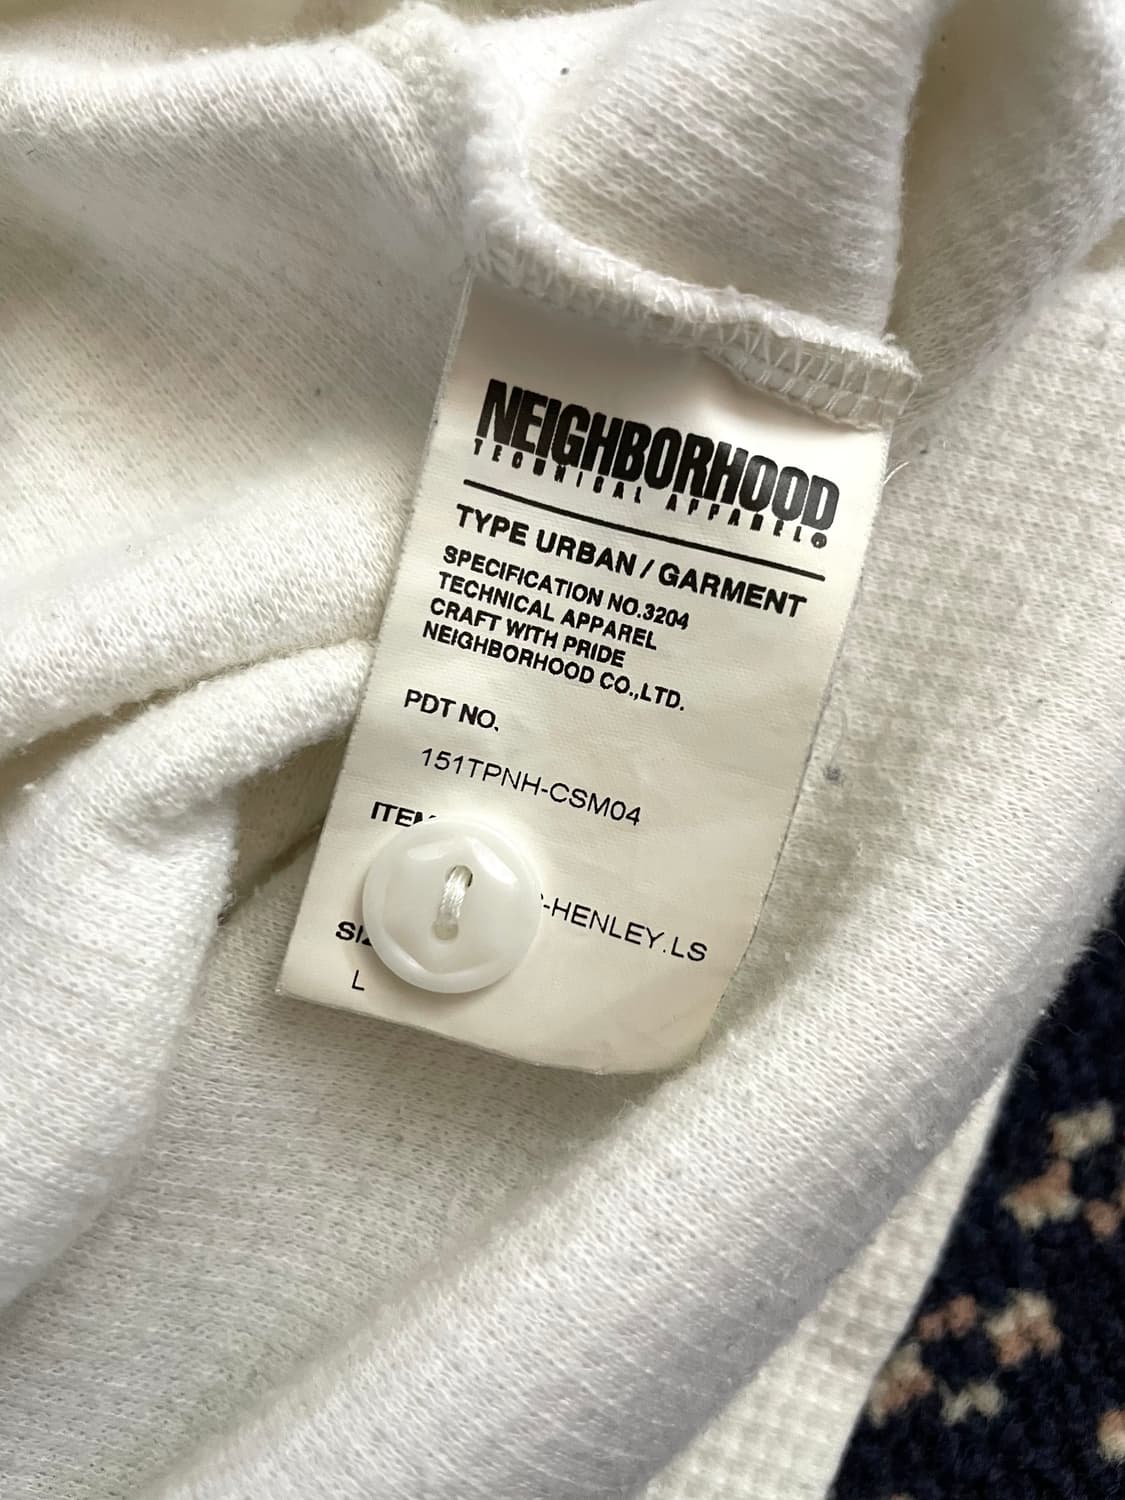 NEIGHBORHOOD
TECHNICAL APPAREL®
TYPE URBAN / GARMENT
SPECIFICATION NO.3204
TECHNICAL APPAREL
CRAFT WITH PRIDE
NEIGHBORHOOD CO.,LTD.
PDT NO.
151TPNH-CSM04
-HENLEY.LS
L